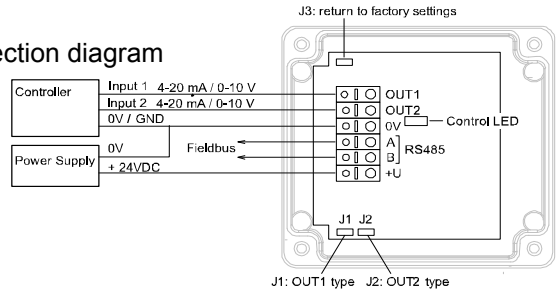 J3: return to factory settings
ection diagram
Controller
Input 1 4-20 mA / 0-10 V
Input 2 4-20 mA / 0-10 V
0V / GND
Power Supply
0V
+ 24VDC
Fieldbus
OUT1
OUT2
0V
A
B
+U
RS485
Control LED
J1 J2
J1: OUT1 type J2: OUT2 type